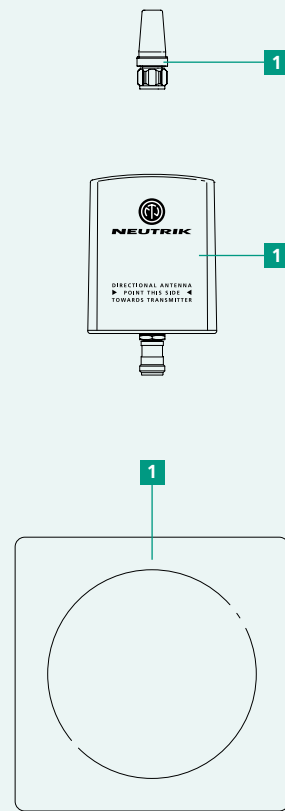 1
1
NEUTRIK
DIRECTIONAL ANTENNA
► POINT THIS SIDE ◄
TOWARDS TRANSMITTER
1